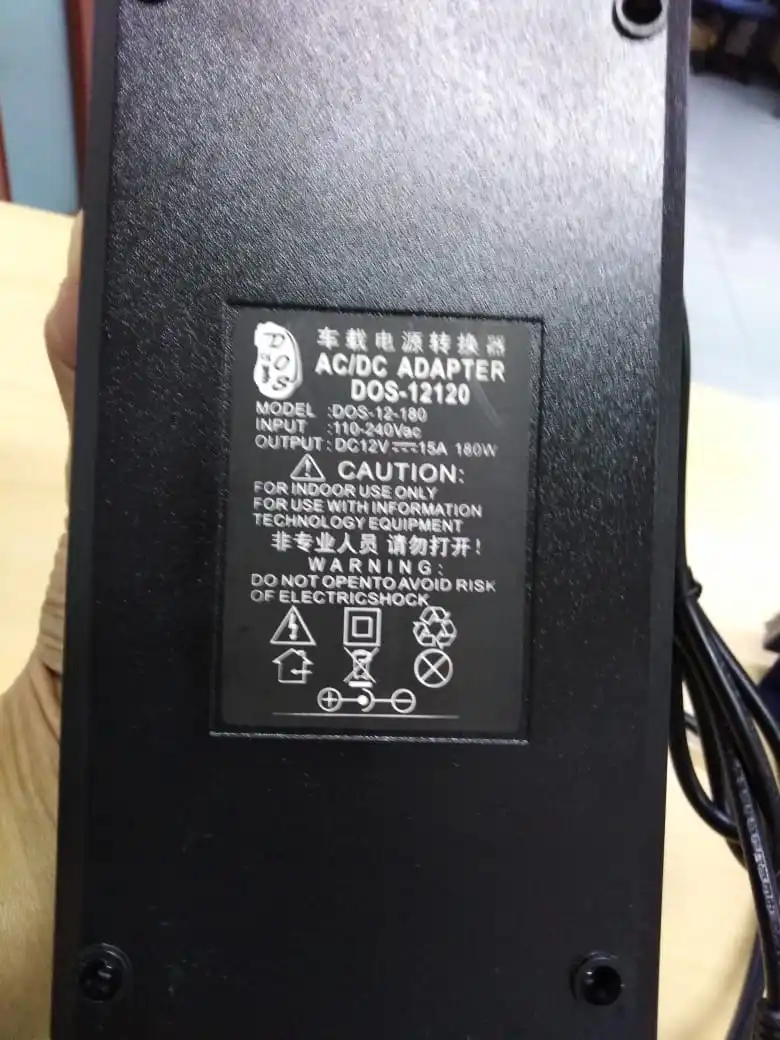 DOS
车载电源转换器
AC/DC ADAPTER
DOS-12120
MODEL :DOS-12-180
INPUT :110-240Vac
OUTPUT : DC12V⎓15A 180W
CAUTION:
FOR INDOOR USE ONLY
FOR USE WITH INFORMATION
TECHNOLOGY EQUIPMENT
非专业人员 请勿打开!
WARNING:
DO NOT OPENTO AVOID RISK
OF ELECTRICSHOCK